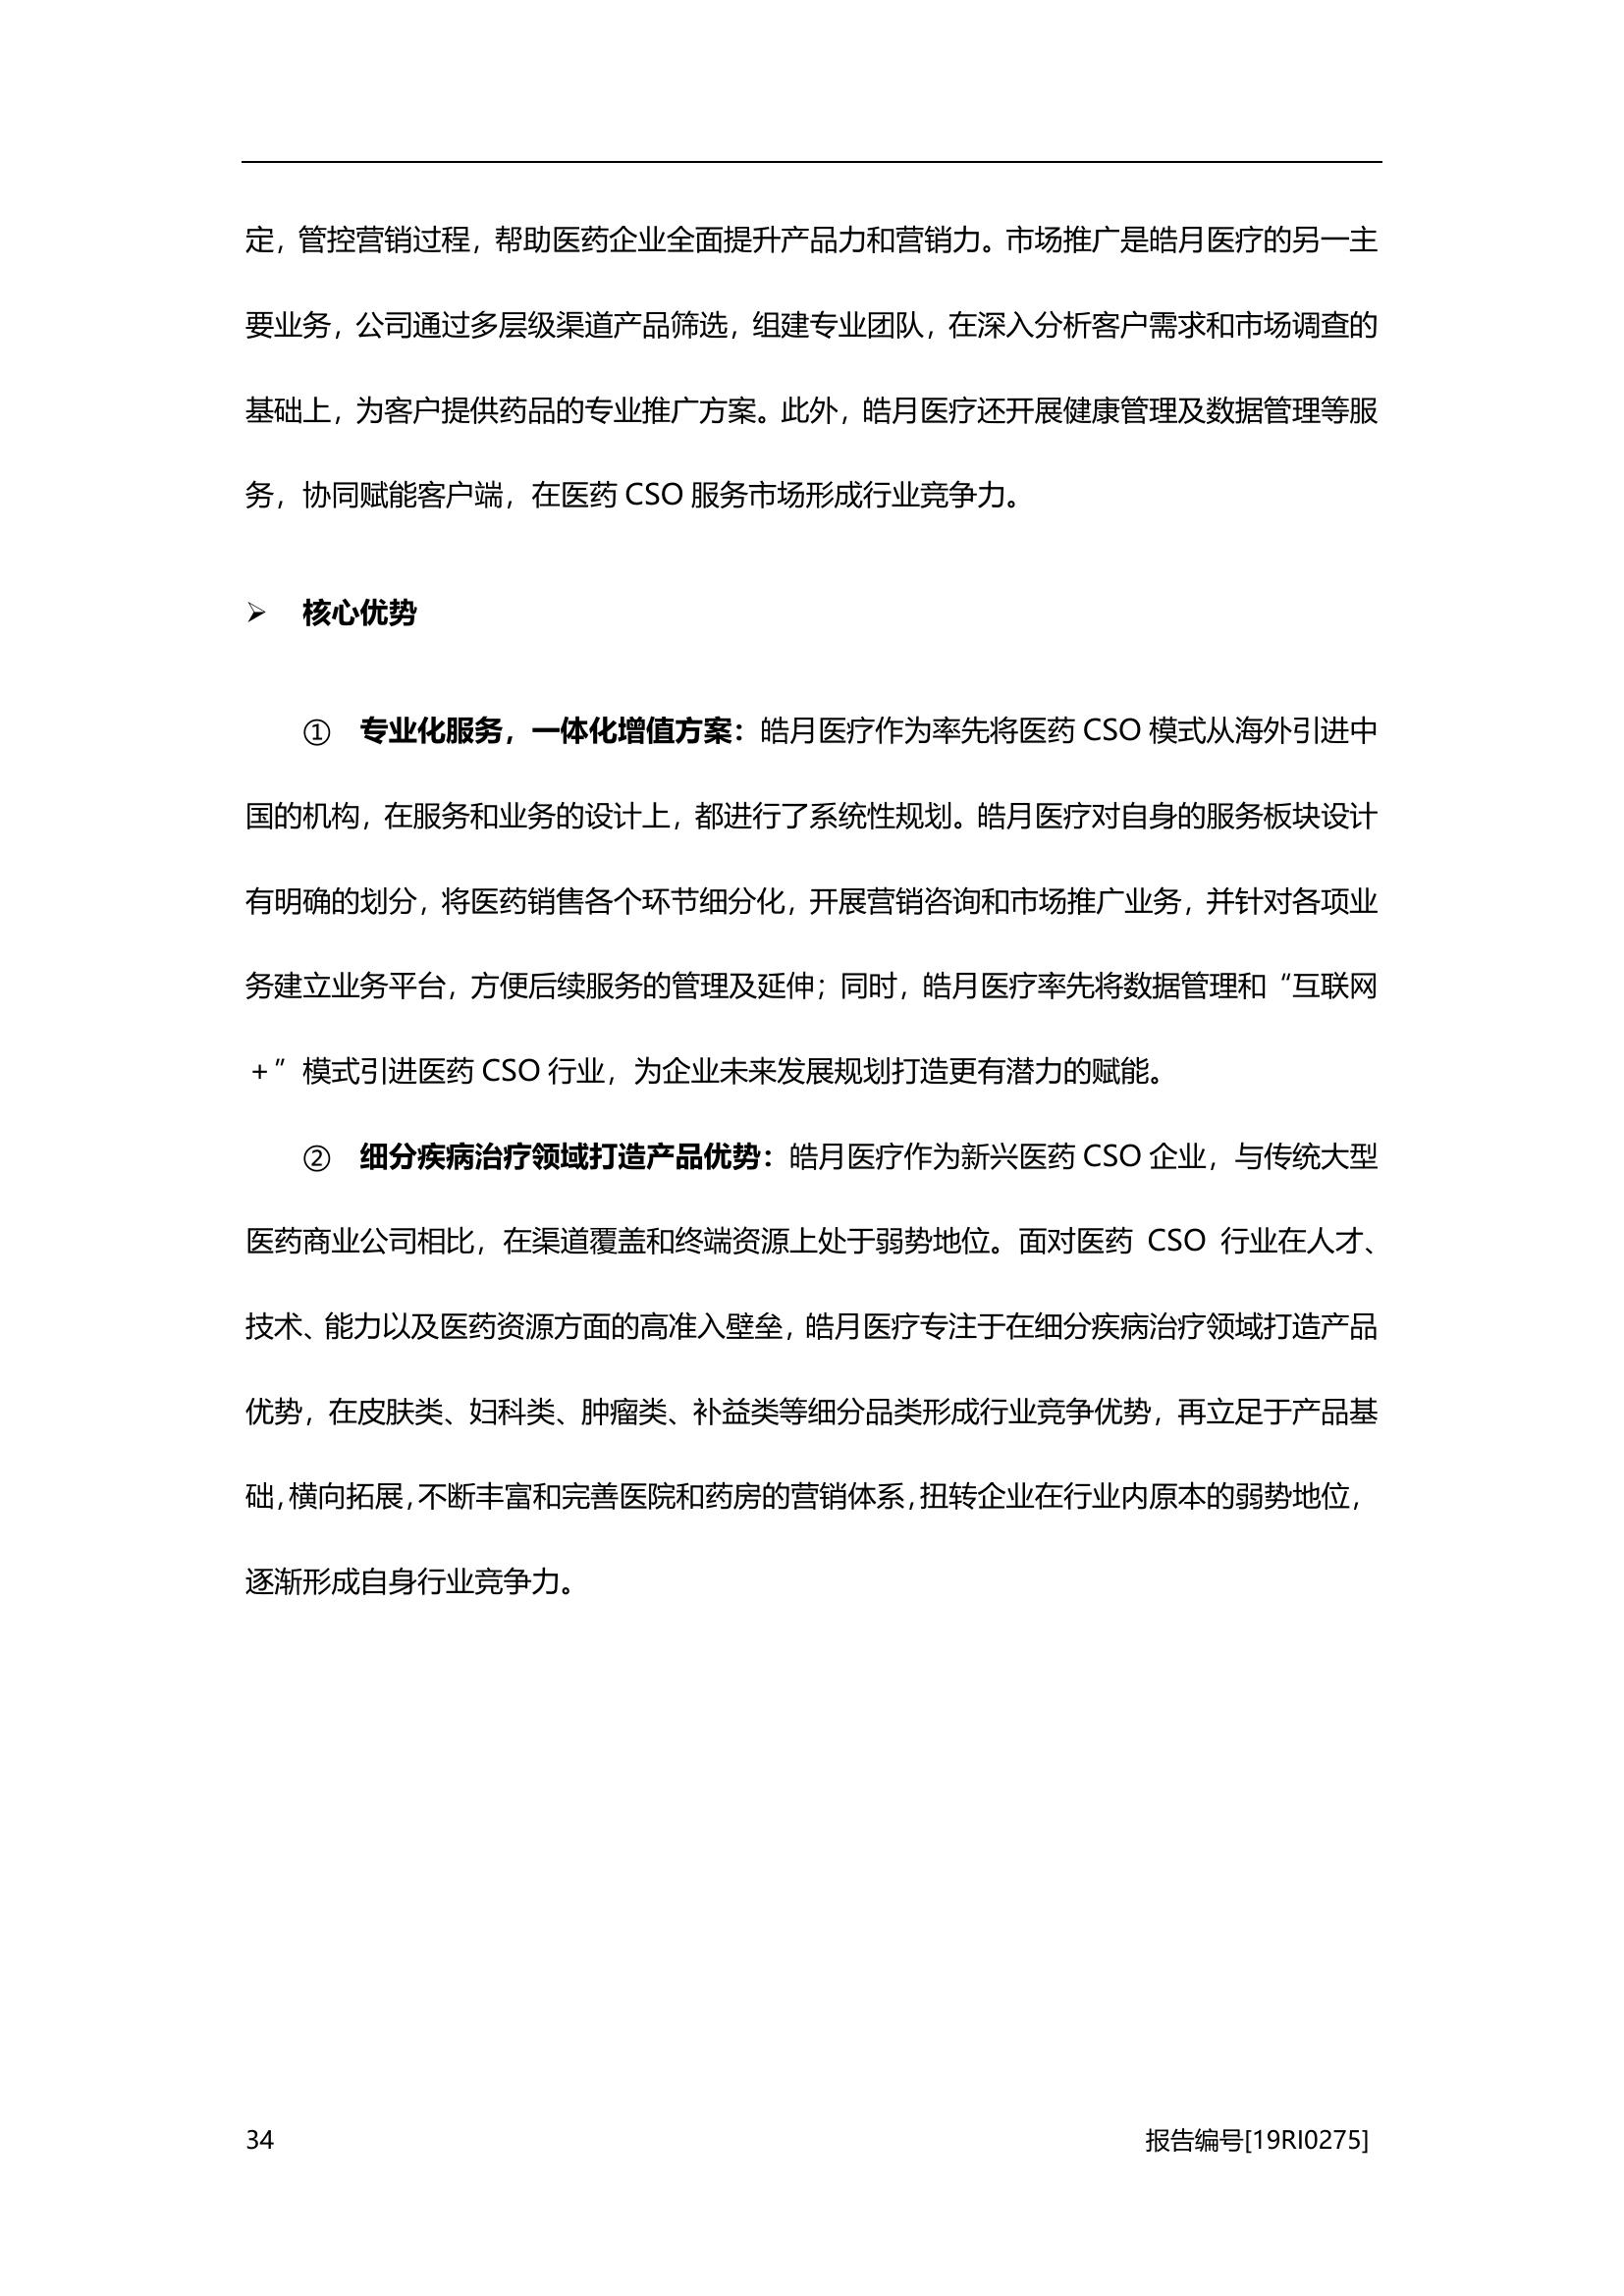 定，管控营销过程，帮助医药企业全面提升产品力和营销力。市场推广是皓月医疗的另一主
要业务，公司通过多层级渠道产品筛选，组建专业团队，在深入分析客户需求和市场调查的
基础上，为客户提供药品的专业推广方案。此外，皓月医疗还开展健康管理及数据管理等服
务，协同赋能客户端，在医药 CSO 服务市场形成行业竞争力。
➢ 核心优势
① 专业化服务，一体化增值方案：皓月医疗作为率先将医药 CSO 模式从海外引进中
国的机构，在服务和业务的设计上，都进行了系统性规划。皓月医疗对自身的服务板块设计
有明确的划分，将医药销售各个环节细分化，开展营销咨询和市场推广业务，并针对各项业
务建立业务平台，方便后续服务的管理及延伸；同时，皓月医疗率先将数据管理和“互联网
+”模式引进医药 CSO 行业，为企业未来发展规划打造更有潜力的赋能。
② 细分疾病治疗领域打造产品优势：皓月医疗作为新兴医药 CSO 企业，与传统大型
医药商业公司相比，在渠道覆盖和终端资源上处于弱势地位。面对医药 CSO 行业在人才、
技术、能力以及医药资源方面的高准入壁垒，皓月医疗专注于在细分疾病治疗领域打造产品
优势，在皮肤类、妇科类、肿瘤类、补益类等细分品类形成行业竞争优势，再立足于产品基
础，横向拓展，不断丰富和完善医院和药房的营销体系，扭转企业在行业内原本的弱势地位，
逐渐形成自身行业竞争力。
34 报告编号[19RI0275]